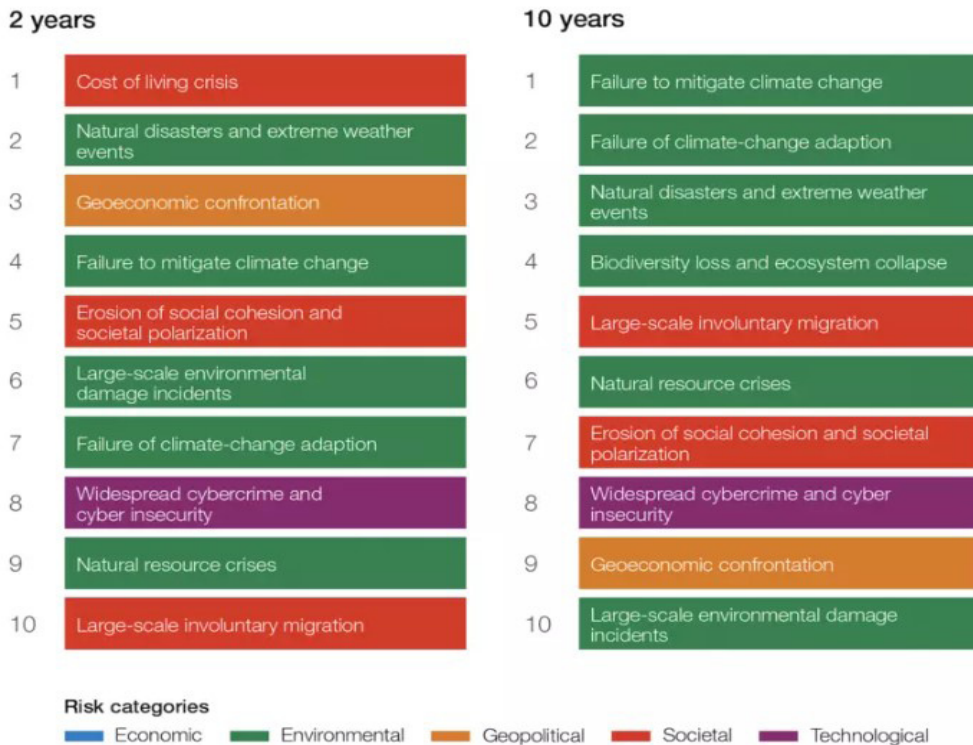 2 years
1 Cost of living crisis
2 Natural disasters and extreme weather
events
3 Geoeconomic confrontation
4 Failure to mitigate climate change
5 Erosion of social cohesion and
societal polarization
6 Large-scale environmental
damage incidents
7 Failure of climate-change adaption
8 Widespread cybercrime and
cyber insecurity
9 Natural resource crises
10 Large-scale involuntary migration
10 years
1 Failure to mitigate climate change
2 Failure of climate-change adaption
3 Natural disasters and extreme weather
events
4 Biodiversity loss and ecosystem collapse
5 Large-scale involuntary migration
6 Natural resource crises
7 Erosion of social cohesion and societal
polarization
8 Widespread cybercrime and cyber
insecurity
9 Geoeconomic confrontation
10 Large-scale environmental damage
incidents
Risk categories
Economic Environmental Geopolitical Societal Technological